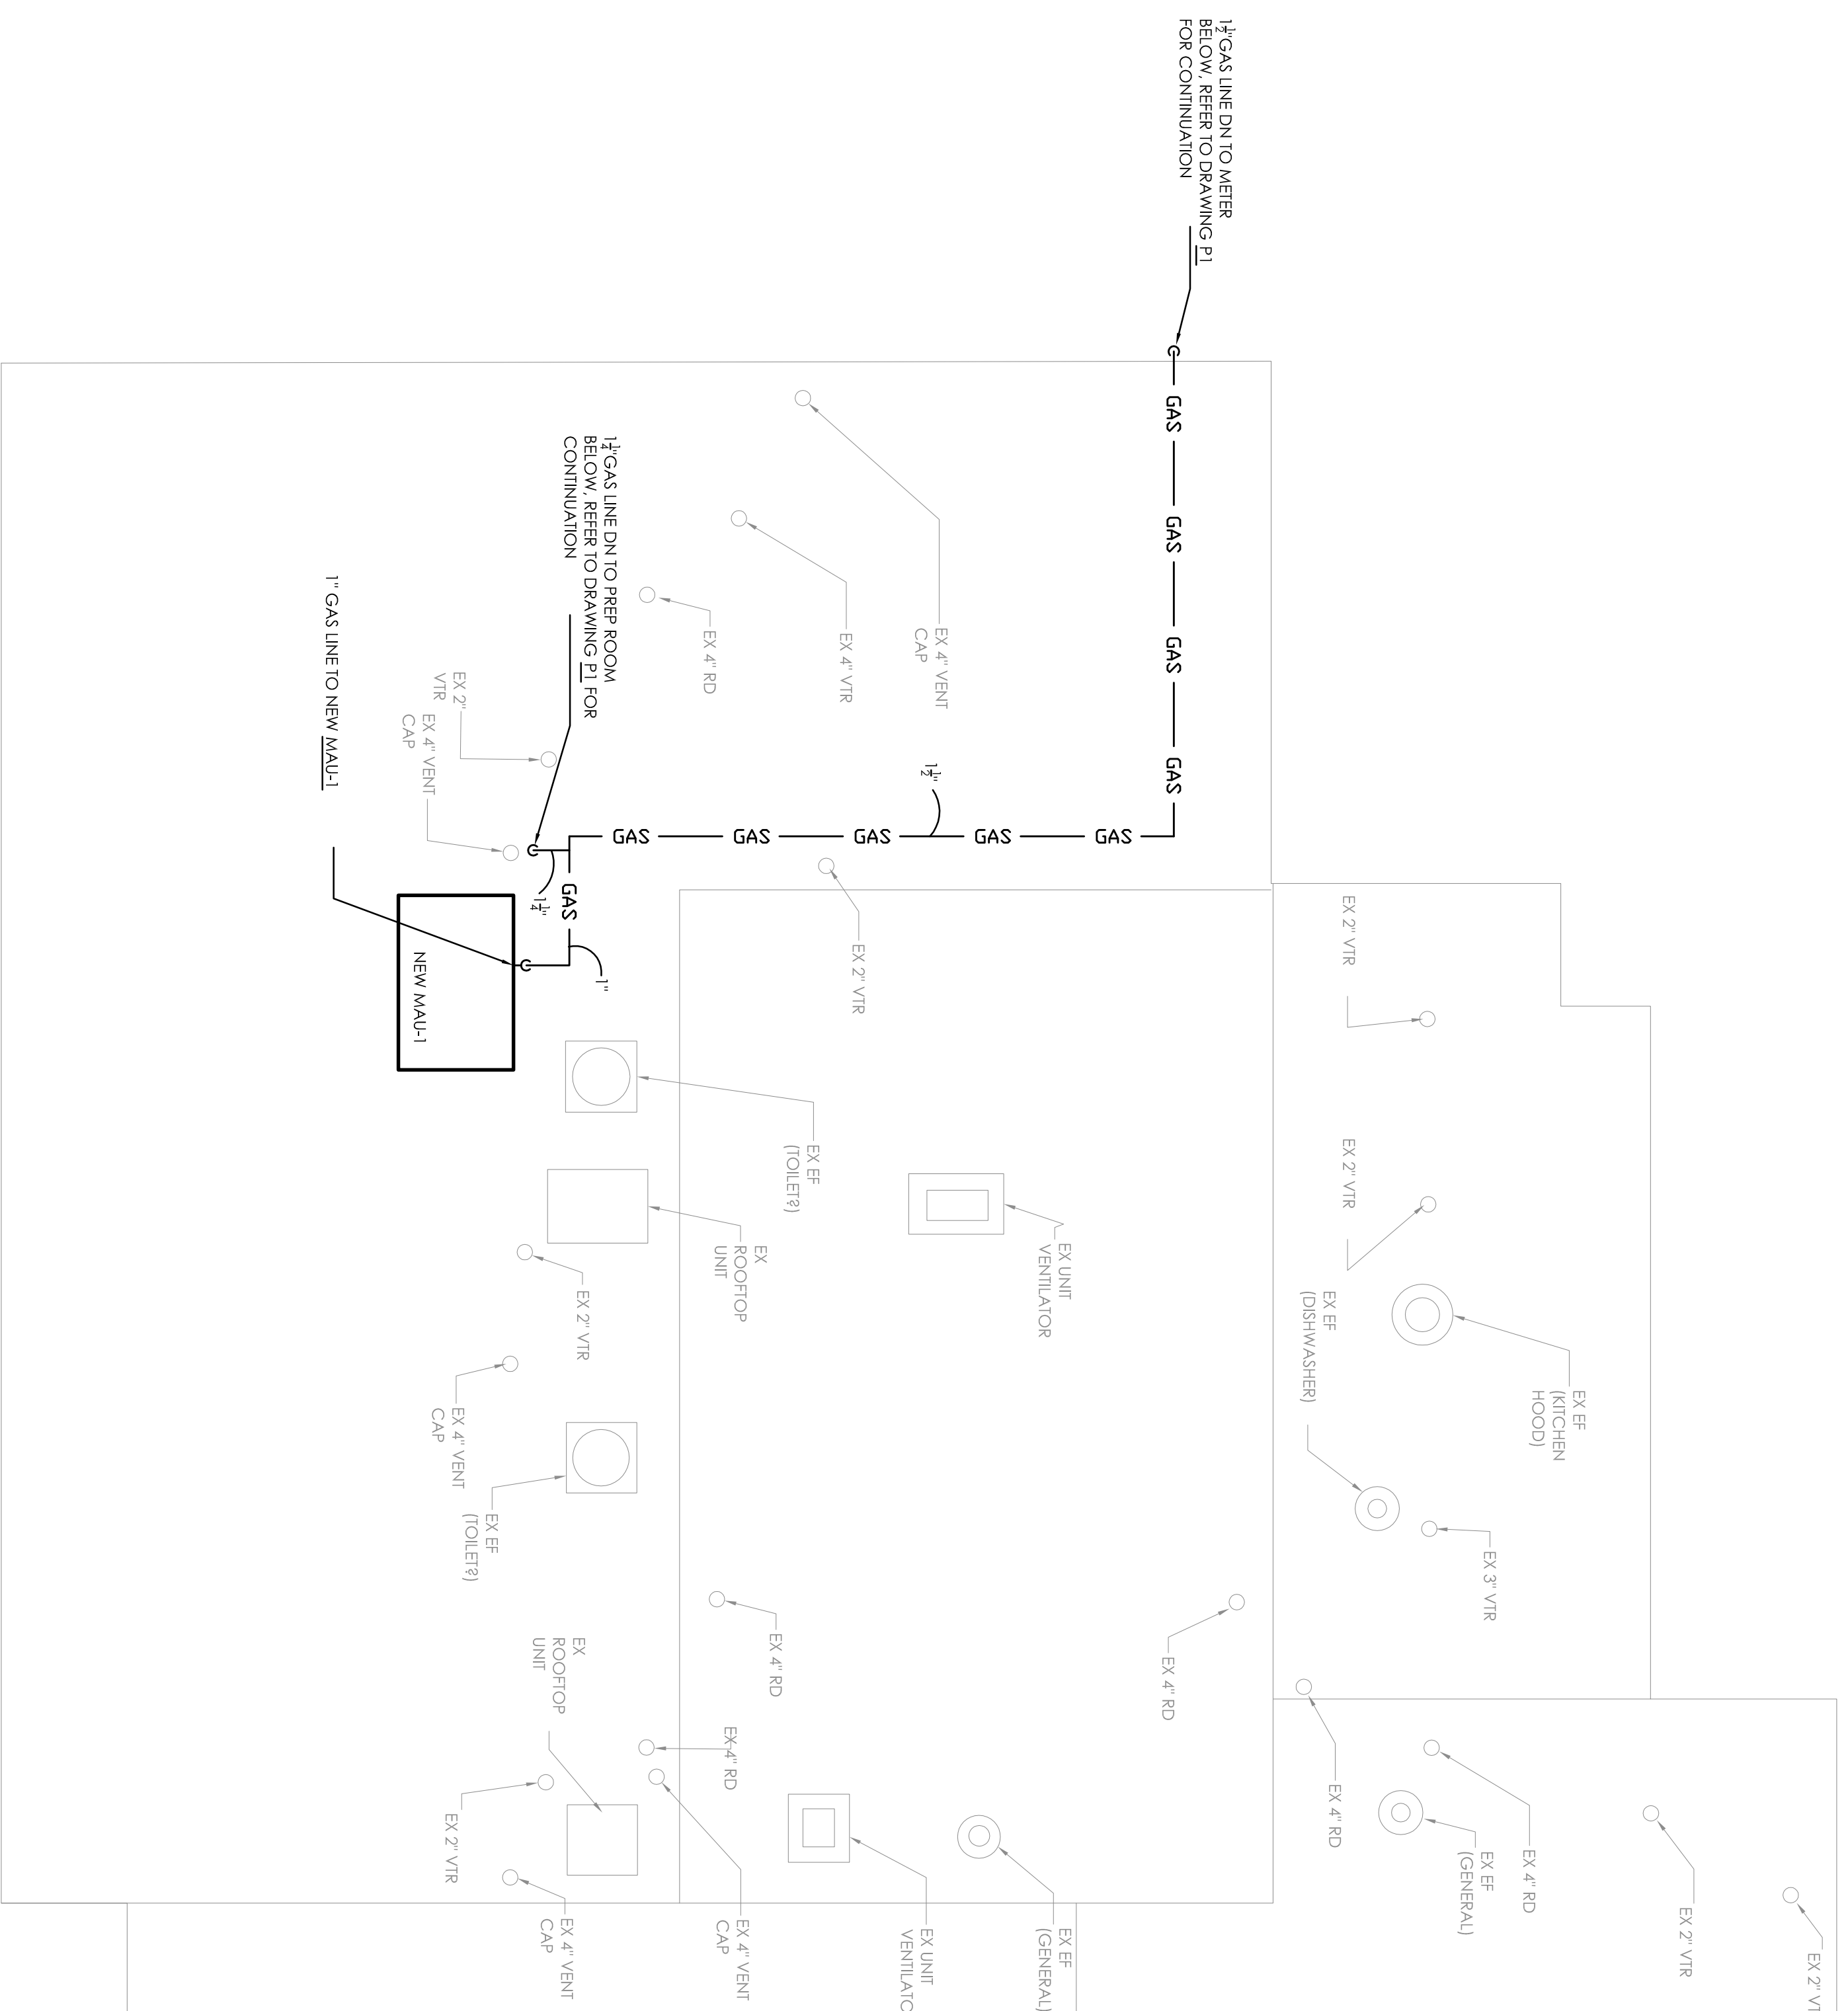 1½"GAS LINE DN TO METER
BELOW, REFER TO DRAWING P1
FOR CONTINUATION
GAS
GAS
GAS
GAS
1½"
GAS
GAS
GAS
GAS
GAS
1¼"GAS LINE DN TO PREP ROOM
BELOW, REFER TO DRAWING P1 FOR
CONTINUATION
1¼"
GAS
1"
1" GAS LINE TO NEW MAU-1
NEW MAU-1
EX 4" VENT
CAP
EX 4" VTR
EX 4" RD
EX 2"
VTR
EX 4" VENT
CAP
EX 2" VTR
EX 2" VTR
EX 2" VTR
EX EF
(KITCHEN
HOOD)
EX EF
(DISHWASHER)
EX 3" VTR
EX UNIT
VENTILATOR
EX EF
(TOILET?)
EX
ROOFTOP
UNIT
EX 2" VTR
EX 4" VENT
CAP
EX EF
(TOILET?)
EX 4" RD
EX 4" RD
EX
ROOFTOP
UNIT
EX 4" RD
EX 2" VTR
EX 4" VENT
CAP
EX 4" VENT
CAP
EX UNIT
VENTILATO
EX EF
(GENERAL)
EX 4" RD
EX 4" RD
EX EF
(GENERAL)
EX 2" VTR
EX 2" VT